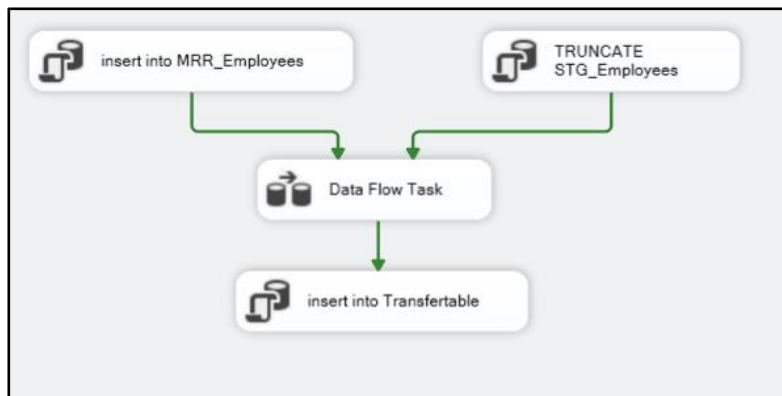 insert into MRR_Employees
TRUNCATE
STG_Employees
Data Flow Task
insert into Transfertable